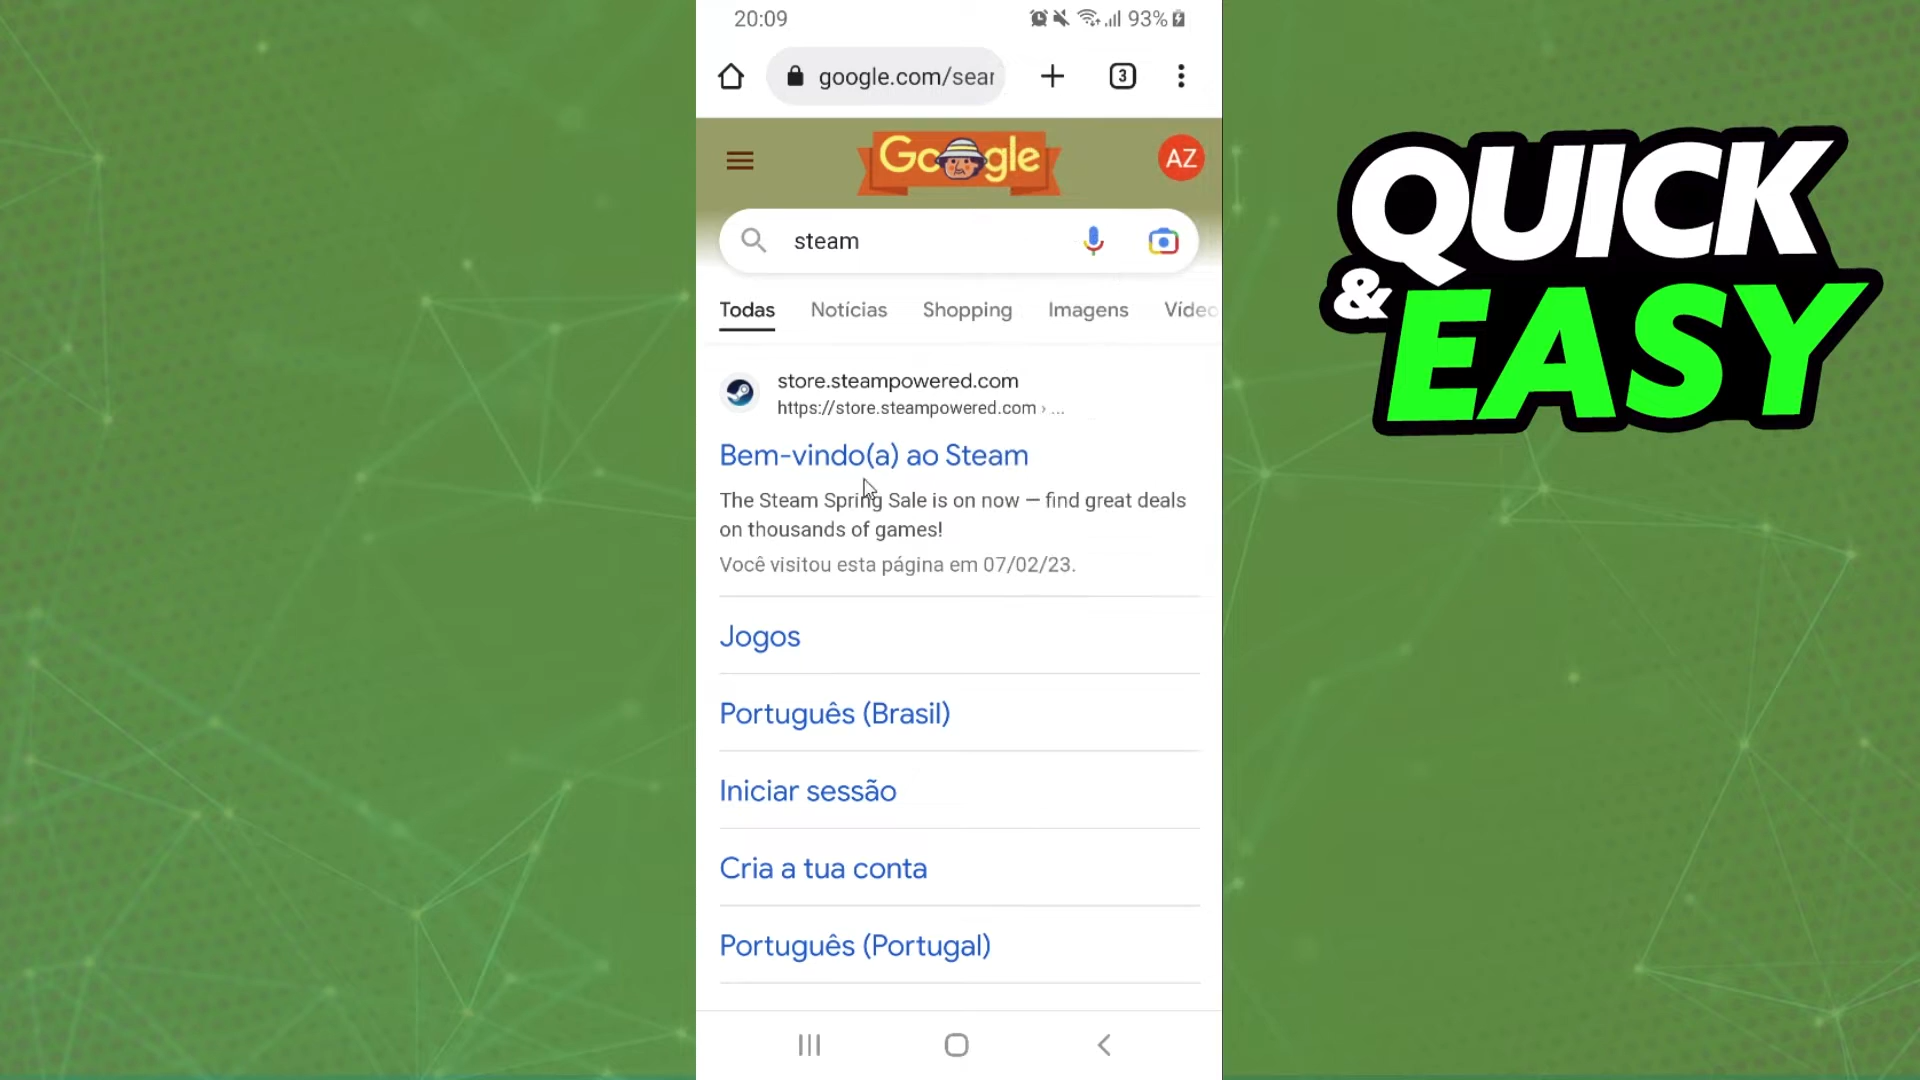 20:09
93%
google.com/sear
3
Google
AZ
steam
Todas Notícias Shopping Imagens Vídeo
store.steampowered.com
https://store.steampowered.com › ...
Bem-vindo(a) ao Steam
The Steam Spring Sale is on now — find great deals
on thousands of games!
Você visitou esta página em 07/02/23.
Jogos
Português (Brasil)
Iniciar sessão
Cria a tua conta
Português (Portugal)
QUICK
& EASY